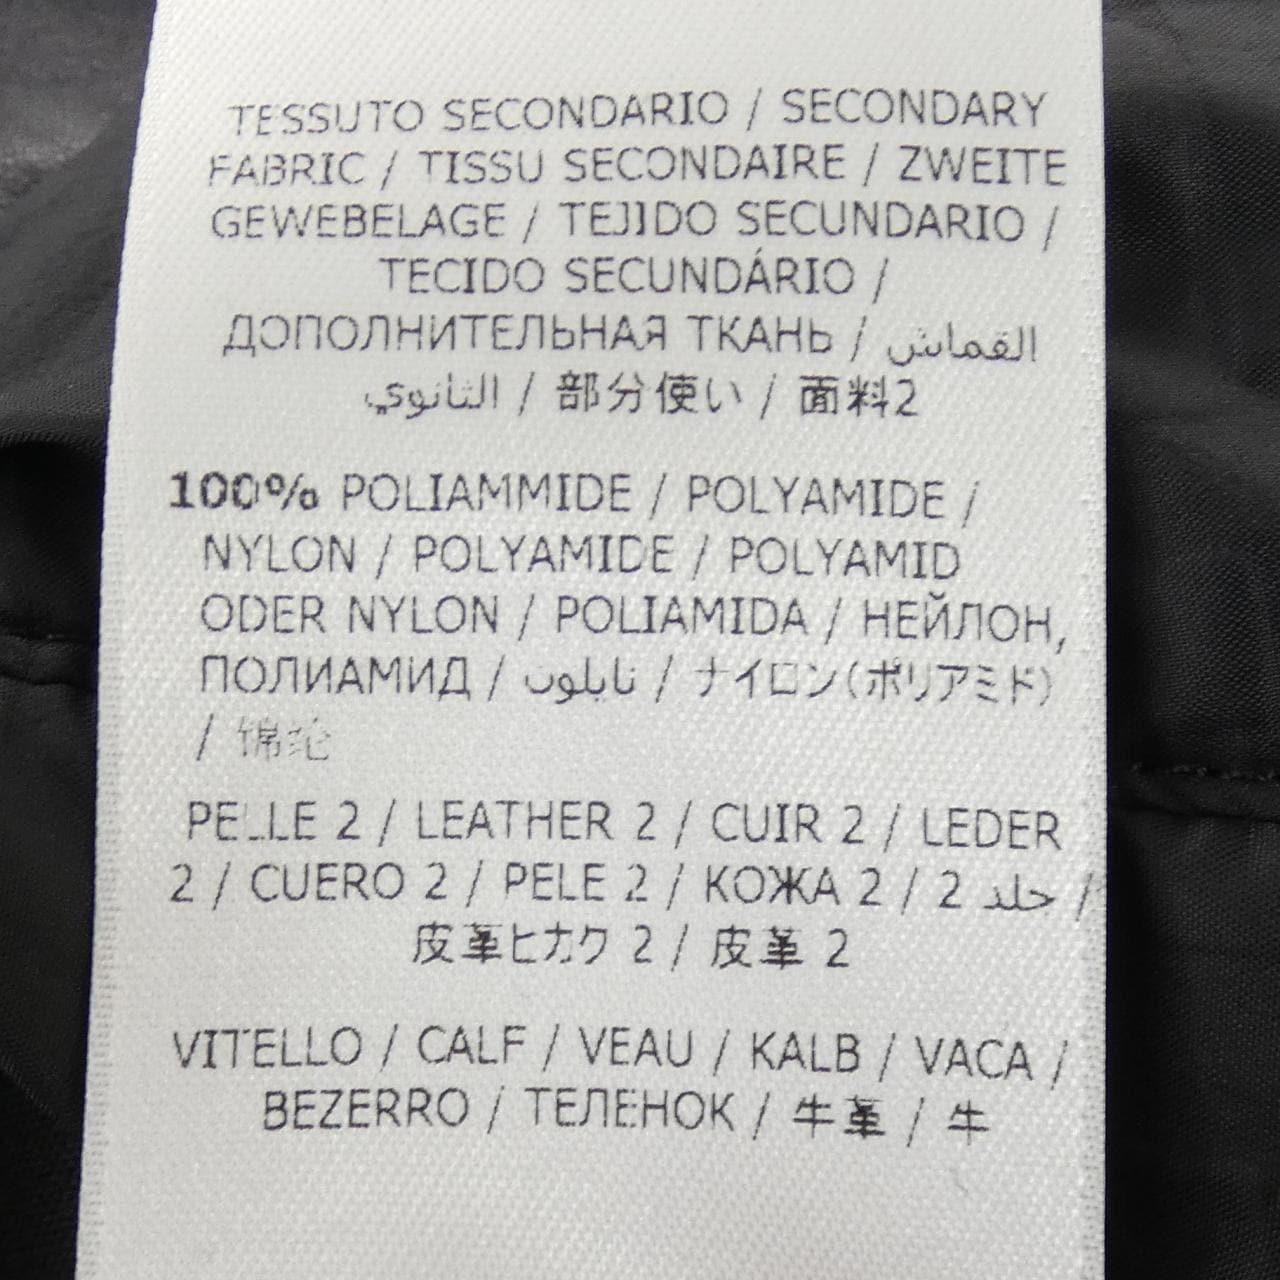 TESSUTO SECONDARIO / SECONDARY
FABRIC / TISSU SECONDAIRE / ZWEITE
GEWEBELAGE / TEJIDO SECUNDARIO /
TECIDO SECUNDÁRIO /
ДОПОЛНИТЕЛЬНАЯ ТКАНЬ / القماش
الثانوي / 部分使い / 面料2
100% POLIAMMIDE / POLYAMIDE /
NYLON / POLYAMIDE / POLYAMID
ODER NYLON / POLIAMIDA / НЕЙЛОН,
ПОЛИАМИД / نايلون / ナイロン(ポリアミド)
/ 锦纶
PELLE 2 / LEATHER 2 / CUIR 2 / LEDER
2 / CUERO 2 / PELE 2 / КОЖА 2 / 2 جلد /
皮革ヒカク 2 / 皮革 2
VITELLO / CALF / VEAU / KALB / VACA /
BEZERRO / ТЕЛЕНОК / 牛革 / 牛